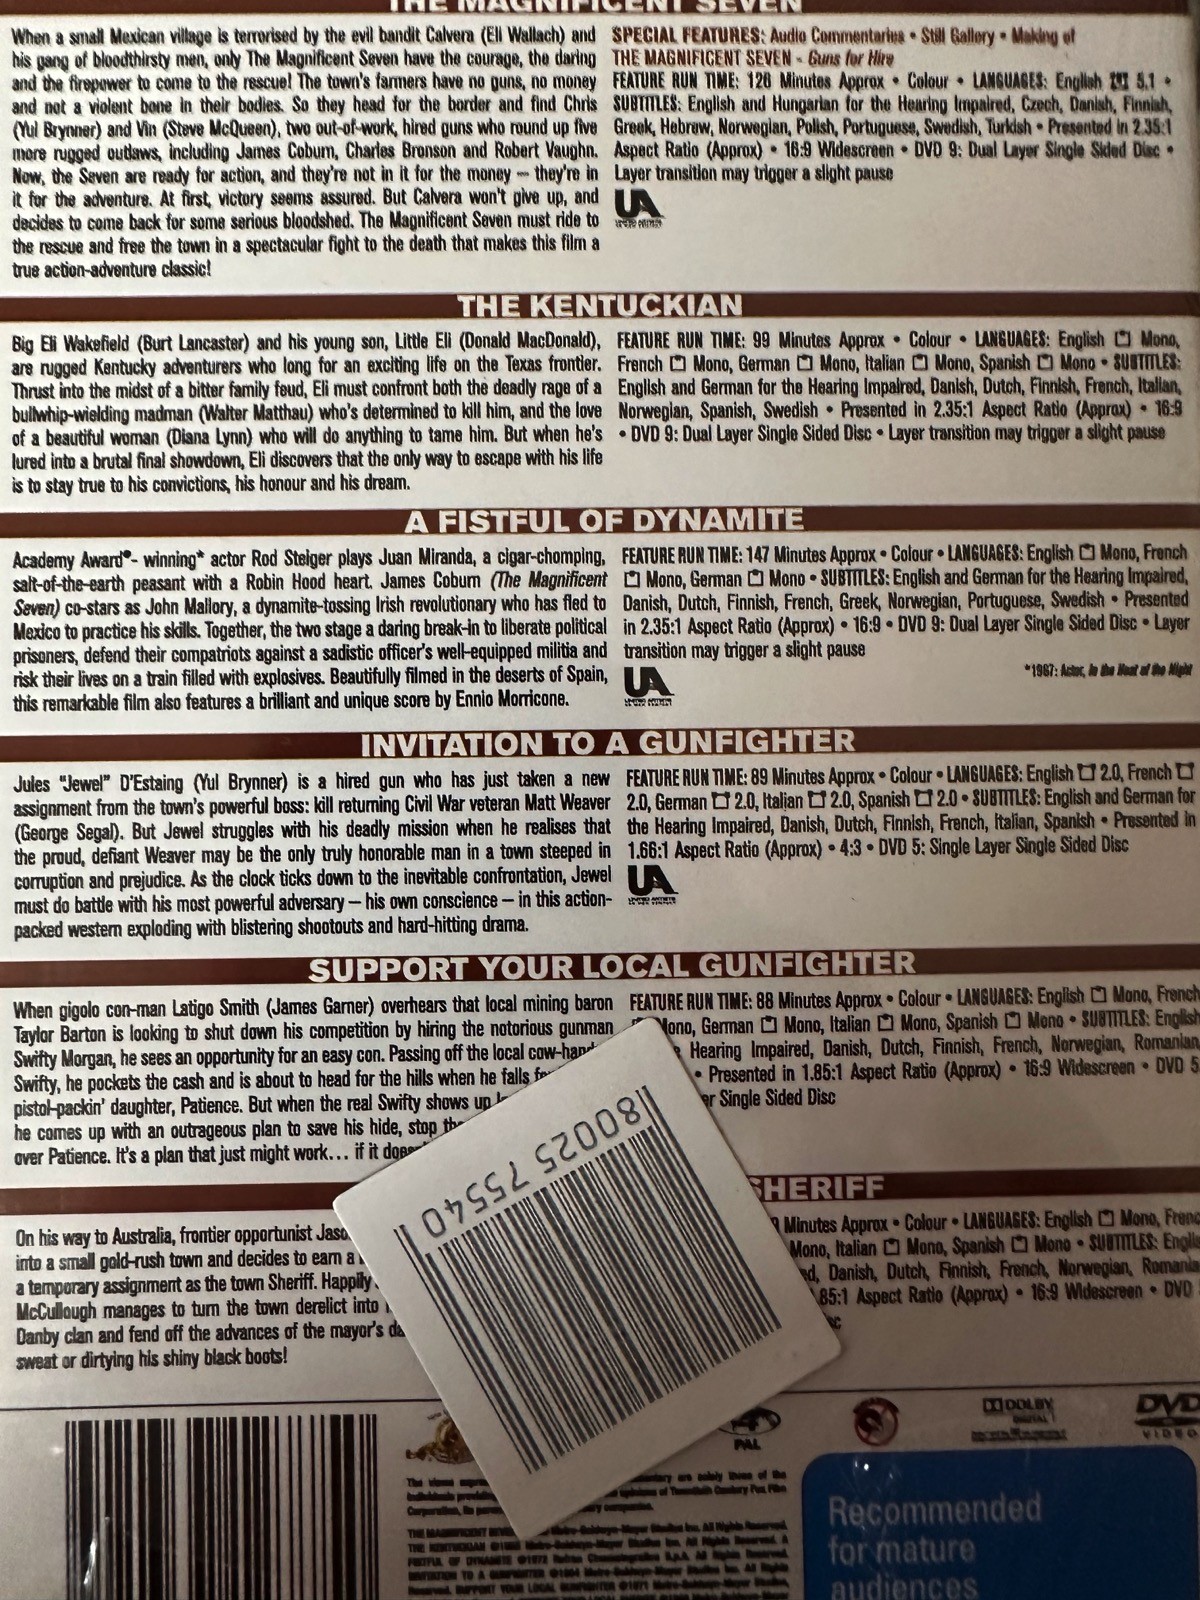 THE MAGNIFICENT SEVEN
When a small Mexican village is terrorised by the evil bandit Calvera (Eli Wallach) and
his gang of bloodthirsty men, only The Magnificent Seven have the courage, the daring
and the firepower to come to the rescue! The town's farmers have no guns, no money
and not a violent bone in their bodies. So they head for the border and find Chris
(Yul Brynner) and Vin (Steve McQueen), two out-of-work, hired guns who round up five
more rugged outlaws, including James Coburn, Charles Bronson and Robert Vaughn.
Now, the Seven are ready for action, and they're not in it for the money — they're in
it for the adventure. At first, victory seems assured. But Calvera won't give up, and
decides to come back for some serious bloodshed. The Magnificent Seven must ride to
the rescue and free the town in a spectacular fight to the death that makes this film a
true action-adventure classic!
SPECIAL FEATURES: Audio Commentaries • Still Gallery • Making of
THE MAGNIFICENT SEVEN - Guns for Hire
FEATURE RUN TIME: 126 Minutes Approx • Colour • LANGUAGES: English 5.1 •
SUBTITLES: English and Hungarian for the Hearing Impaired, Czech, Danish, Finnish,
Greek, Hebrew, Norwegian, Polish, Portuguese, Swedish, Turkish • Presented in 2.35:1
Aspect Ratio (Approx) • 16:9 Widescreen • DVD 9: Dual Layer Single Sided Disc •
Layer transition may trigger a slight pause
UA
UNITED ARTISTS
THE KENTUCKIAN
Big Eli Wakefield (Burt Lancaster) and his young son, Little Eli (Donald MacDonald),
are rugged Kentucky adventurers who long for an exciting life on the Texas frontier.
Thrust into the midst of a bitter family feud, Eli must confront both the deadly rage of a
bullwhip-wielding madman (Walter Matthau) who's determined to kill him, and the love
of a beautiful woman (Diana Lynn) who will do anything to tame him. But when he's
lured into a brutal final showdown, Eli discovers that the only way to escape with his life
is to stay true to his convictions, his honour and his dream.
FEATURE RUN TIME: 99 Minutes Approx • Colour • LANGUAGES: English Mono,
French Mono, German Mono, Italian Mono, Spanish Mono • SUBTITLES:
English and German for the Hearing Impaired, Danish, Dutch, Finnish, French, Italian,
Norwegian, Spanish, Swedish • Presented in 2.35:1 Aspect Ratio (Approx) • 16:9
• DVD 9: Dual Layer Single Sided Disc • Layer transition may trigger a slight pause
A FISTFUL OF DYNAMITE
Academy Award®- winning* actor Rod Steiger plays Juan Miranda, a cigar-chomping,
salt-of-the-earth peasant with a Robin Hood heart. James Coburn (The Magnificent
Seven) co-stars as John Mallory, a dynamite-tossing Irish revolutionary who has fled to
Mexico to practice his skills. Together, the two stage a daring break-in to liberate political
prisoners, defend their compatriots against a sadistic officer's well-equipped militia and
risk their lives on a train filled with explosives. Beautifully filmed in the deserts of Spain,
this remarkable film also features a brilliant and unique score by Ennio Morricone.
FEATURE RUN TIME: 147 Minutes Approx • Colour • LANGUAGES: English Mono, French
Mono, German Mono • SUBTITLES: English and German for the Hearing Impaired,
Danish, Dutch, Finnish, French, Greek, Norwegian, Portuguese, Swedish • Presented
in 2.35:1 Aspect Ratio (Approx) • 16:9 • DVD 9: Dual Layer Single Sided Disc • Layer
transition may trigger a slight pause
*1967: Actor, In the Heat of the Night
UA
UNITED ARTISTS
INVITATION TO A GUNFIGHTER
Jules "Jewel" D'Estaing (Yul Brynner) is a hired gun who has just taken a new
assignment from the town's powerful boss: kill returning Civil War veteran Matt Weaver
(George Segal). But Jewel struggles with his deadly mission when he realises that
the proud, defiant Weaver may be the only truly honorable man in a town steeped in
corruption and prejudice. As the clock ticks down to the inevitable confrontation, Jewel
must do battle with his most powerful adversary — his own conscience — in this action-
packed western exploding with blistering shootouts and hard-hitting drama.
FEATURE RUN TIME: 89 Minutes Approx • Colour • LANGUAGES: English 2.0, French
2.0, German 2.0, Italian 2.0, Spanish 2.0 • SUBTITLES: English and German for
the Hearing Impaired, Danish, Dutch, Finnish, French, Italian, Spanish • Presented in
1.66:1 Aspect Ratio (Approx) • 4:3 • DVD 5: Single Layer Single Sided Disc
UA
UNITED ARTISTS
SUPPORT YOUR LOCAL GUNFIGHTER
When gigolo con-man Latigo Smith (James Garner) overhears that local mining baron
Taylor Barton is looking to shut down his competition by hiring the notorious gunman
Swifty Morgan, he sees an opportunity for an easy con. Passing off the local cow-hand
Swifty, he pockets the cash and is about to head for the hills when he falls
pistol-packin' daughter, Patience. But when the real Swifty shows up
he comes up with an outrageous plan to save his hide, stop the
over Patience. It's a plan that just might work... if it
FEATURE RUN TIME: 88 Minutes Approx • Colour • LANGUAGES: English Mono, French
Mono, German Mono, Italian Mono, Spanish Mono • SUBTITLES: English
Hearing Impaired, Danish, Dutch, Finnish, French, Norwegian, Romanian,
• Presented in 1.85:1 Aspect Ratio (Approx) • 16:9 Widescreen • DVD 5
Single Sided Disc
80025 75540
SHERIFF
On his way to Australia, frontier opportunist
into a small gold-rush town and decides to earn a
a temporary assignment as the town Sheriff. Happily
McCullough manages to turn the town derelict into
Danby clan and fend off the advances of the mayor's
sweat or dirtying his shiny black boots!
Minutes Approx • Colour • LANGUAGES: English Mono,
Mono, Italian Mono, Spanish Mono • SUBTITLES:
Danish, Dutch, Finnish, French, Norwegian,
85:1 Aspect Ratio (Approx) • 16:9 Widescreen • DVD
PAL
DOLBY
DIGITAL
DVD
VIDEO
Recommended
for mature
audiences